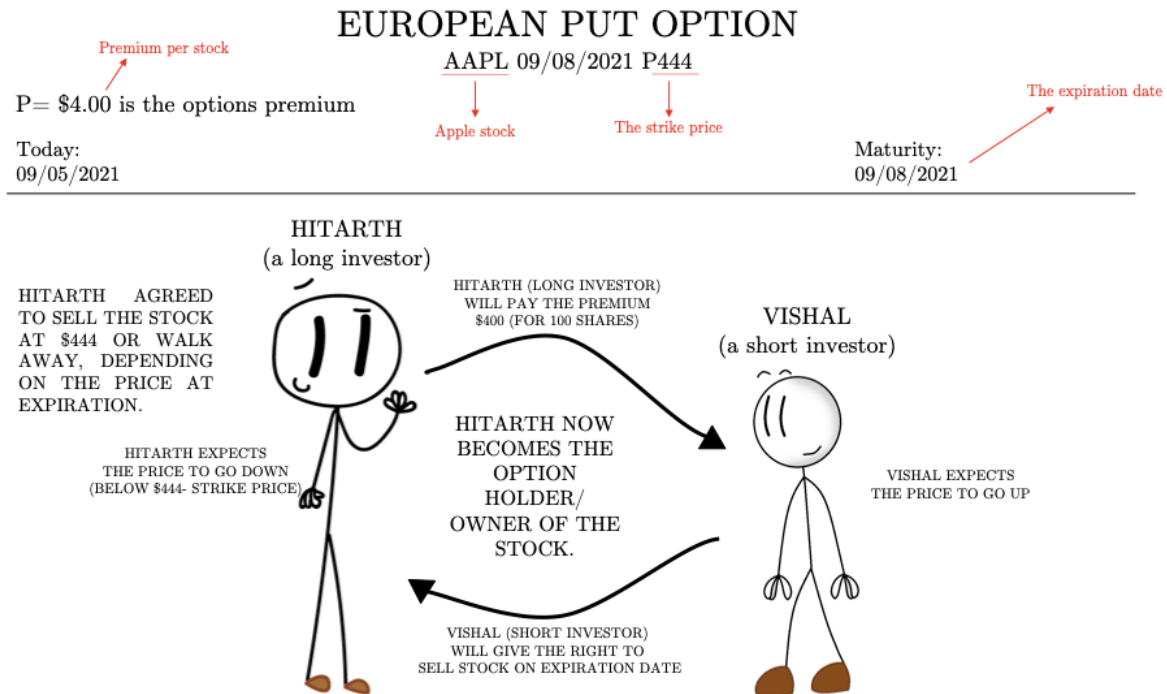 EUROPEAN PUT OPTION
Premium per stock
AAPL 09/08/2021 P444
P= $4.00 is the options premium
Apple stock
The strike price
The expiration date
Today:
09/05/2021
Maturity:
09/08/2021
HITARTH
(a long investor)
HITARTH AGREED
TO SELL THE STOCK
AT $444 OR WALK
AWAY, DEPENDING
ON THE PRICE AT
EXPIRATION.
HITARTH (LONG INVESTOR)
WILL PAY THE PREMIUM
$400 (FOR 100 SHARES)
VISHAL
(a short investor)
HITARTH EXPECTS
THE PRICE TO GO DOWN
(BELOW $444- STRIKE PRICE)
HITARTH NOW
BECOMES THE
OPTION
HOLDER/
OWNER OF THE
STOCK.
VISHAL EXPECTS
THE PRICE TO GO UP
VISHAL (SHORT INVESTOR)
WILL GIVE THE RIGHT TO
SELL STOCK ON EXPIRATION DATE